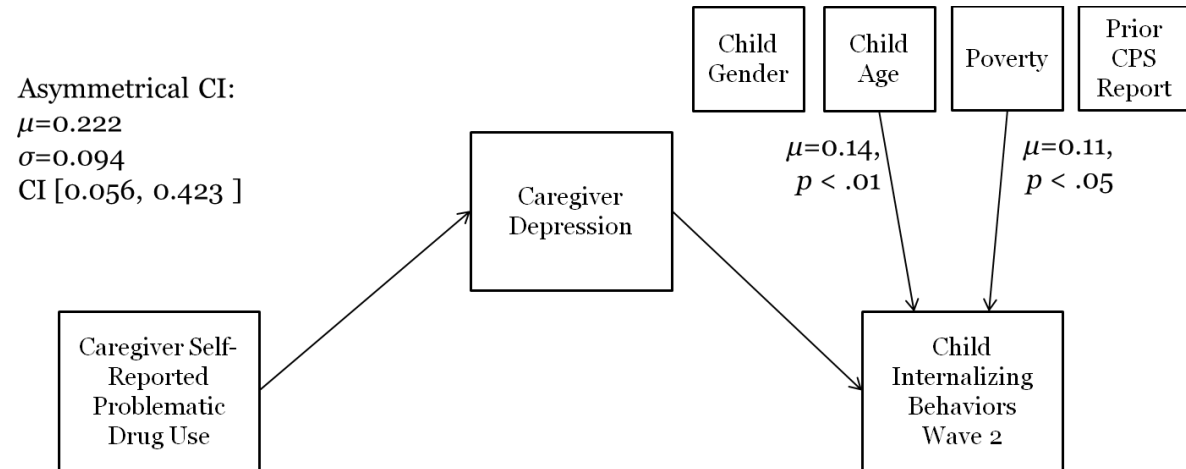 Asymmetrical CI:
μ=0.222
σ=0.094
CI [0.056, 0.423 ]
Child
Gender
Child
Age
Poverty
Prior
CPS
Report
μ=0.14,
p < .01
μ=0.11,
p < .05
Caregiver
Depression
Caregiver Self-
Reported
Problematic
Drug Use
Child
Internalizing
Behaviors
Wave 2